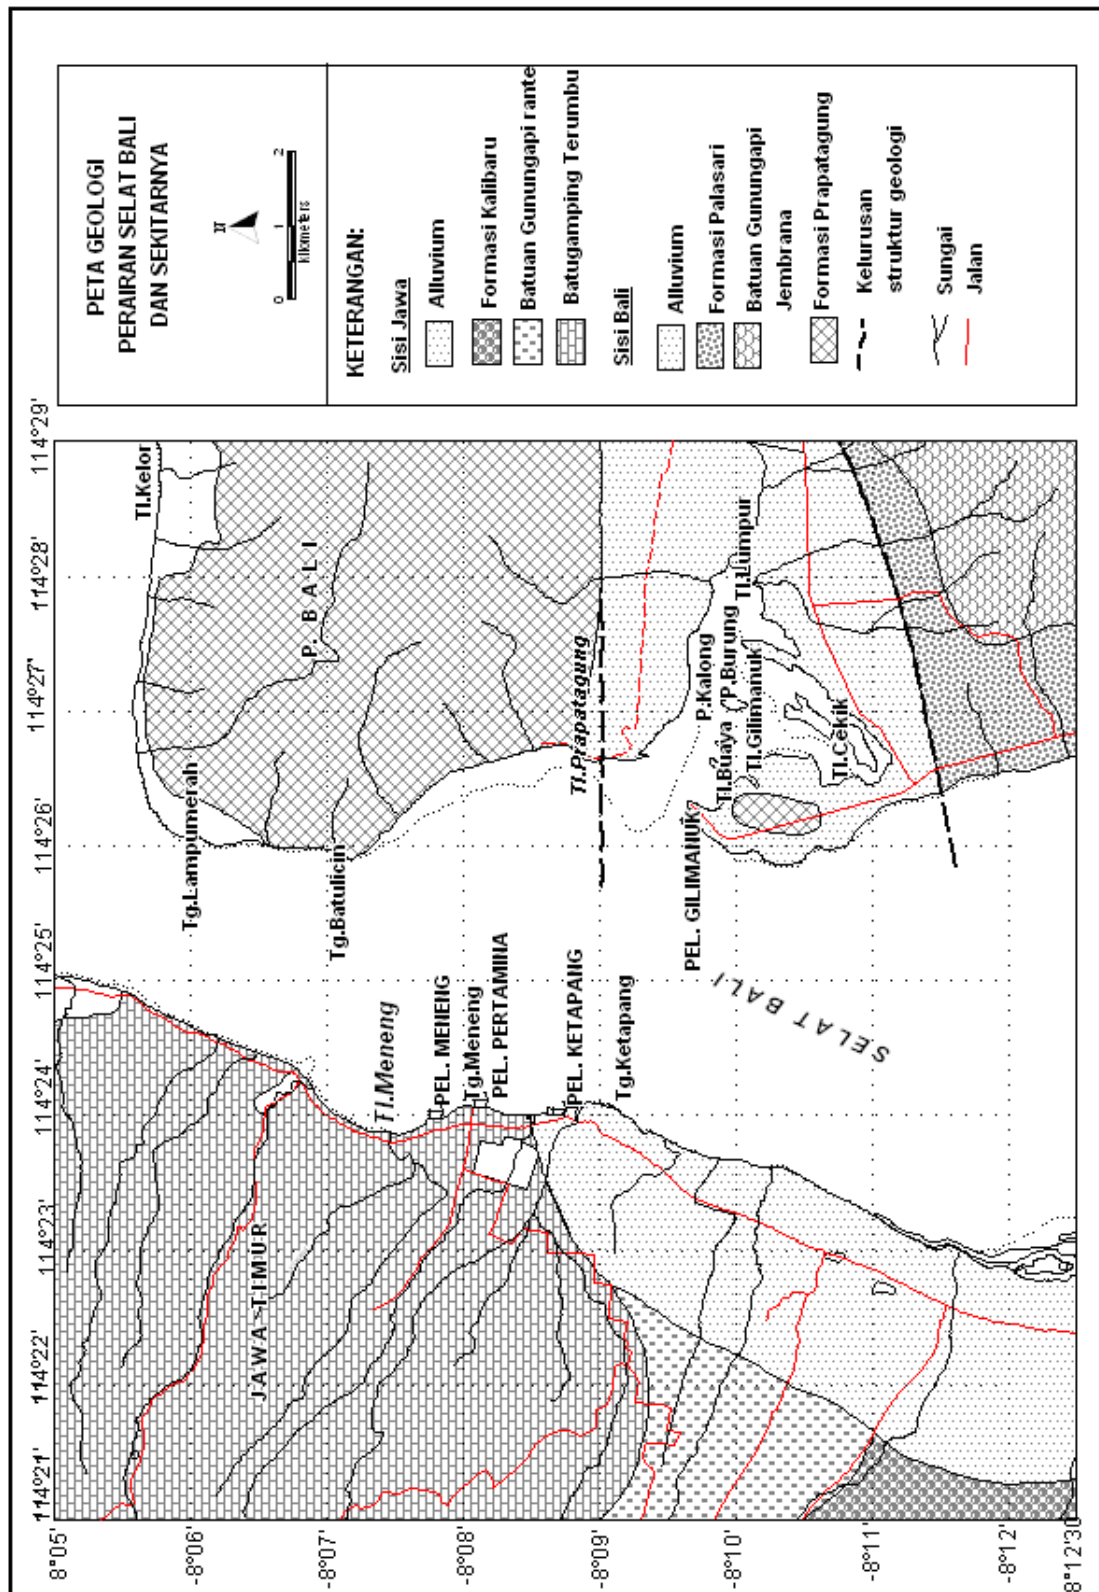 PETA GEOLOGI
PERAIRAN SELAT BALI
DAN SEKITARNYA
N
0 1 2
kilometers
KETERANGAN:
Sisi Jawa
Alluvium
Formasi Kalibaru
Batuan Gunungapi rante
Batugamping Terumbu
Sisi Bali
Alluvium
Formasi Palasari
Batuan Gunungapi
Jembrana
Formasi Prapatagung
Kelurusan
struktur geologi
Sungai
Jalan
114°21'
114°22'
114°23'
114°24'
114°25'
114°26'
114°27'
114°28'
114°29'
-8°05'
-8°06'
-8°07'
-8°08'
-8°09'
-8°10'
-8°11'
-8°12'
-8°12'30
Tl.Kelor
P. BALI
Tg.Lampumerah
Tg.Batulicin
Tl.Prapatagung
Tl.Lumpur
P.Kalong
P.Burung
Tl.Gilimanuk
Tl.Buaya
Tl.Cekik
PEL. GILIMANUK
SELAT BALI
JAWA TIMUR
Tl.Meneng
PEL. MENENG
Tg.Meneng
PEL. PERTAMINA
PEL. KETAPANG
Tg.Ketapang